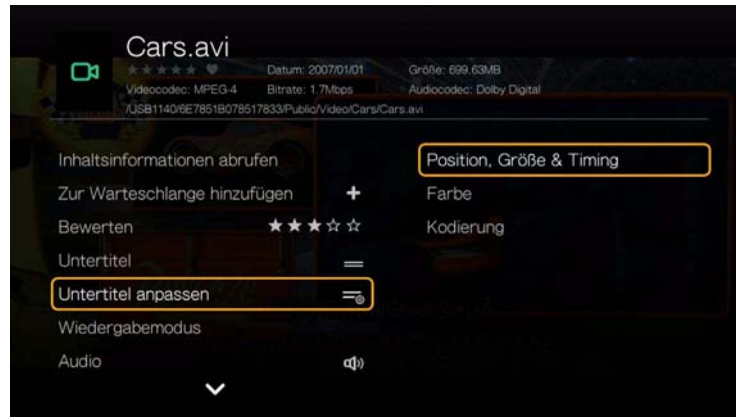 Cars.avi
Datum: 2007/01/01 Größe: 699.63MB
Videocodec: MPEG-4 Bitrate: 1.7Mbps Audiocodec: Dolby Digital
/USB1140/6E7851B078517833/Public/Video/Cars/Cars.avi
Inhaltsinformationen abrufen
Position, Größe & Timing
Zur Warteschlange hinzufügen
Farbe
Bewerten
Kodierung
Untertitel
Untertitel anpassen
Wiedergabemodus
Audio